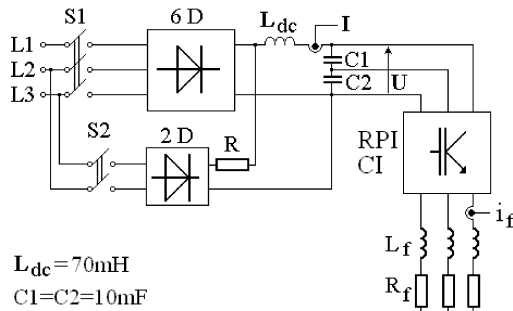 S1
6 D
Ldc
I
L1
L2
L3
C1
C2
U
S2
2 D
R
RPI
CI
if
Lf
Rf
Ldc=70mH
C1=C2=10mF